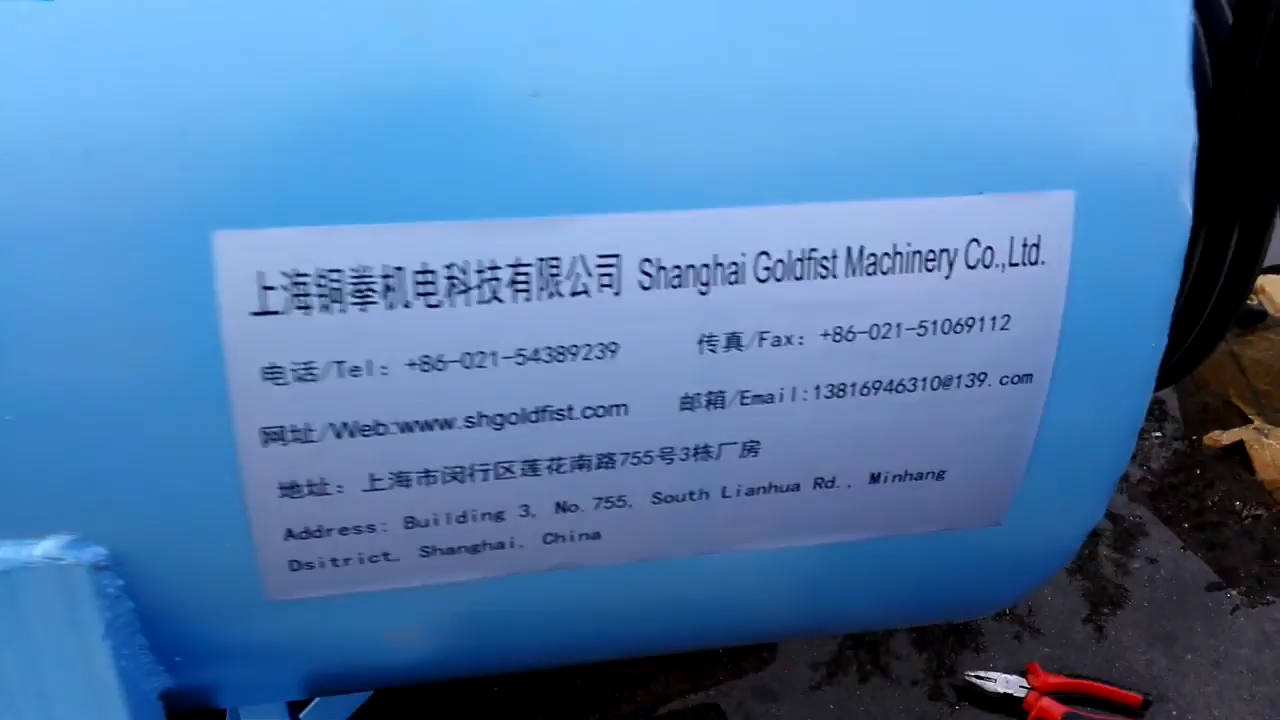 上海锎拳机电科技有限公司 Shanghai Goldfist Machinery Co.,Ltd.
电话/Tel: +86-021-54389239 传真/Fax: +86-021-51069112
网址/Web:www.shgoldfist.com 邮箱/Email:13816946310@139.com
地址: 上海市闵行区莲花南路755号3栋厂房
Address: Building 3, No.755, South Lianhua Rd., Minhang
Dsitrict, Shanghai, China